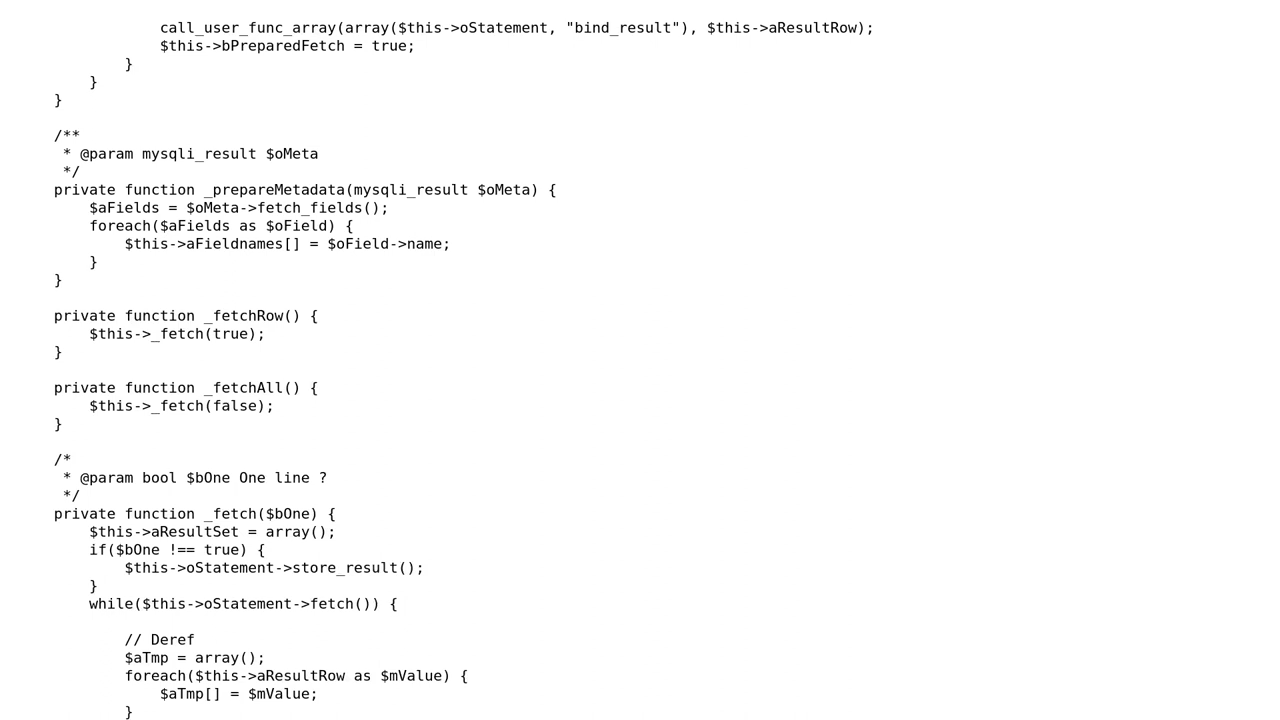 call_user_func_array(array($this->oStatement, "bind_result"), $this->aResultRow);
$this->bPreparedFetch = true;
}
}
}
/**
* @param mysqli_result $oMeta
*/
private function _prepareMetadata(mysqli_result $oMeta) {
$aFields = $oMeta->fetch_fields();
foreach($aFields as $oField) {
$this->aFieldnames[] = $oField->name;
}
}
private function _fetchRow() {
$this->_fetch(true);
}
private function _fetchAll() {
$this->_fetch(false);
}
/*
* @param bool $bOne One line ?
*/
private function _fetch($bOne) {
$this->aResultSet = array();
if($bOne !== true) {
$this->oStatement->store_result();
}
while($this->oStatement->fetch()) {
// Deref
$aTmp = array();
foreach($this->aResultRow as $mValue) {
$aTmp[] = $mValue;
}